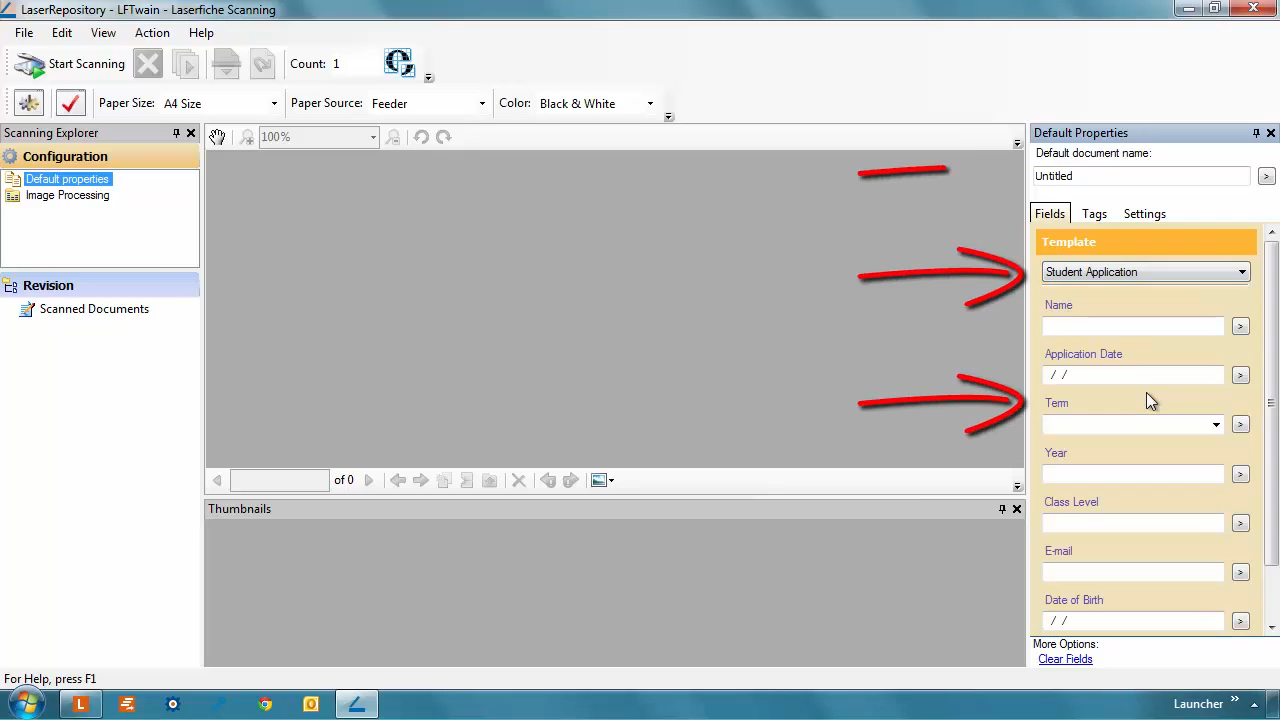 LaserRepository - LFTwain - Laserfiche Scanning
File Edit View Action Help
Start Scanning Count: 1
Paper Size: A4 Size Paper Source: Feeder Color: Black & White
Scanning Explorer
Configuration
Default properties
Image Processing
Revision
Scanned Documents
100%
of 0
Thumbnails
Default Properties
Default document name:
Untitled >
Fields Tags Settings
Template
Student Application
Name
>
Application Date
/ / >
Term
>
Year
>
Class Level
>
E-mail
>
Date of Birth
/ / >
More Options:
Clear Fields
For Help, press F1
L O Launcher »